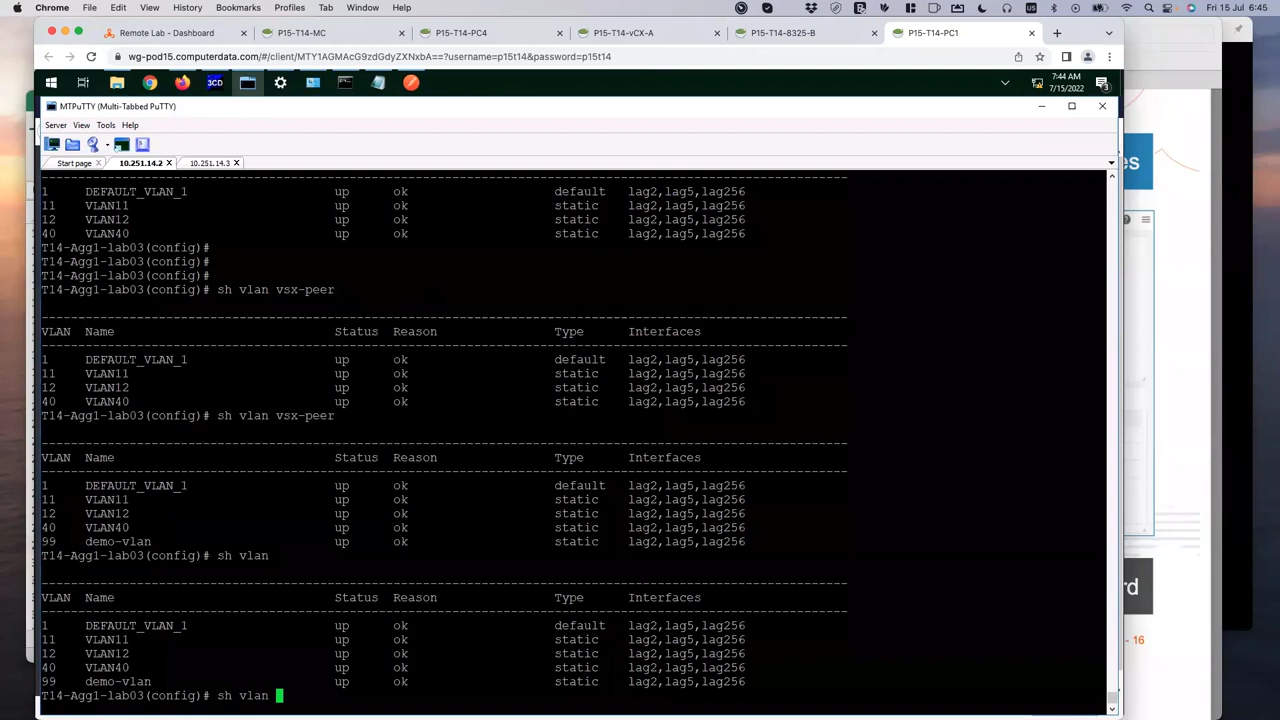 File Edit View History Bookmarks Profiles Tab Window Help
Fri 15 Jul 6:45
Remote Lab - Dashboard
P15-T14-MC
P15-T14-PC4
P15-T14-vCX-A
P15-T14-8325-B
P15-T14-PC1
wg-pod15.computerdata.com/#/client/MTY1AGMAcG9zdGdyZXNxbA==?username=p15t14&password=p15t14
3CD
7:44 AM
7/15/2022
3
MTPuTTY (Multi-Tabbed PuTTY)
Server View Tools Help
Start page
10.251.14.2
10.251.14.3
--------------------------------------------------------------------------------------------------------------
1 DEFAULT_VLAN_1 up ok default lag2,lag5,lag256
11 VLAN11 up ok static lag2,lag5,lag256
12 VLAN12 up ok static lag2,lag5,lag256
40 VLAN40 up ok static lag2,lag5,lag256
T14-Agg1-lab03(config)#
T14-Agg1-lab03(config)#
T14-Agg1-lab03(config)#
T14-Agg1-lab03(config)# sh vlan vsx-peer
--------------------------------------------------------------------------------------------------------------
VLAN Name Status Reason Type Interfaces
--------------------------------------------------------------------------------------------------------------
1 DEFAULT_VLAN_1 up ok default lag2,lag5,lag256
11 VLAN11 up ok static lag2,lag5,lag256
12 VLAN12 up ok static lag2,lag5,lag256
40 VLAN40 up ok static lag2,lag5,lag256
T14-Agg1-lab03(config)# sh vlan vsx-peer
--------------------------------------------------------------------------------------------------------------
VLAN Name Status Reason Type Interfaces
--------------------------------------------------------------------------------------------------------------
1 DEFAULT_VLAN_1 up ok default lag2,lag5,lag256
11 VLAN11 up ok static lag2,lag5,lag256
12 VLAN12 up ok static lag2,lag5,lag256
40 VLAN40 up ok static lag2,lag5,lag256
99 demo-vlan up ok static lag2,lag5,lag256
T14-Agg1-lab03(config)# sh vlan
--------------------------------------------------------------------------------------------------------------
VLAN Name Status Reason Type Interfaces
--------------------------------------------------------------------------------------------------------------
1 DEFAULT_VLAN_1 up ok default lag2,lag5,lag256
11 VLAN11 up ok static lag2,lag5,lag256
12 VLAN12 up ok static lag2,lag5,lag256
40 VLAN40 up ok static lag2,lag5,lag256
99 demo-vlan up ok static lag2,lag5,lag256
T14-Agg1-lab03(config)# sh vlan
es
rd
- 16